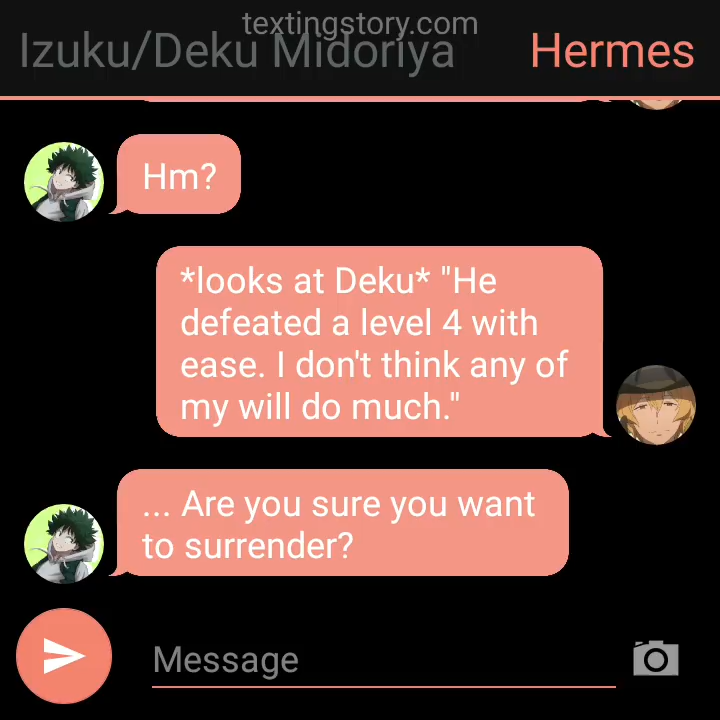 textingstory.com
Izuku/Deku Midoriya
Hermes
Hm?
*looks at Deku* "He
defeated a level 4 with
ease. I don't think any of
my will do much."
... Are you sure you want
to surrender?
Message